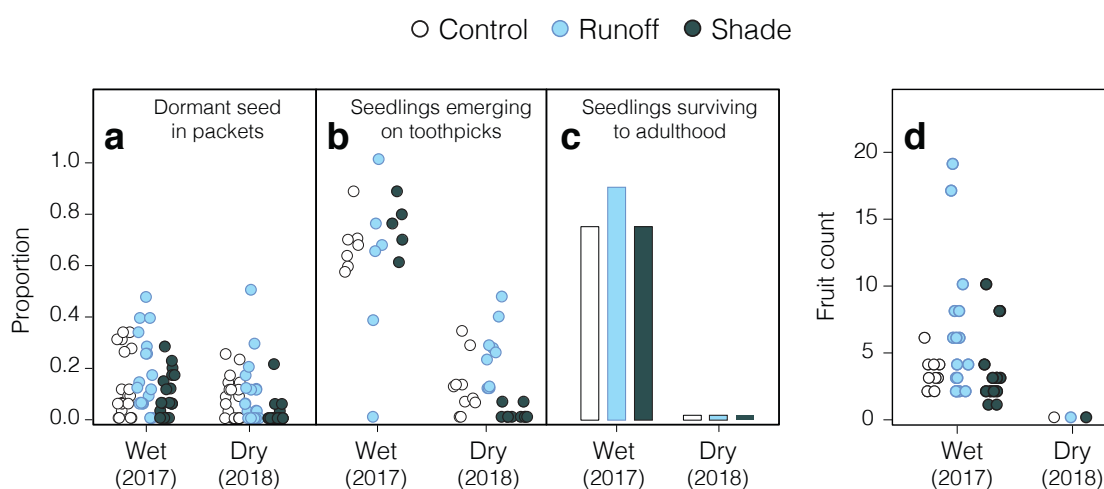 Control Runoff Shade
a Dormant seed
in packets
b Seedlings emerging
on toothpicks
c Seedlings surviving
to adulthood
d
Proportion
1.0
0.8
0.6
0.4
0.2
0.0
Wet
(2017)
Dry
(2018)
Wet
(2017)
Dry
(2018)
Wet
(2017)
Dry
(2018)
Fruit count
20
15
10
5
0
Wet
(2017)
Dry
(2018)